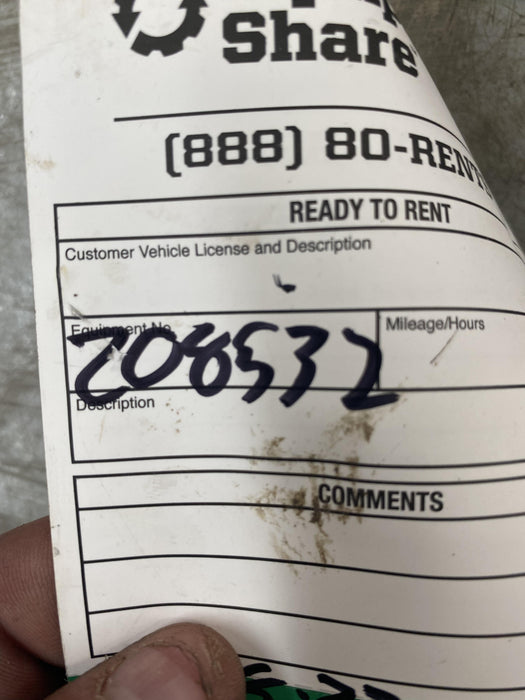 Share
(888) 80-RENT
READY TO RENT
Customer Vehicle License and Description
Equipment No.
Mileage/Hours
208532
Description
COMMENTS